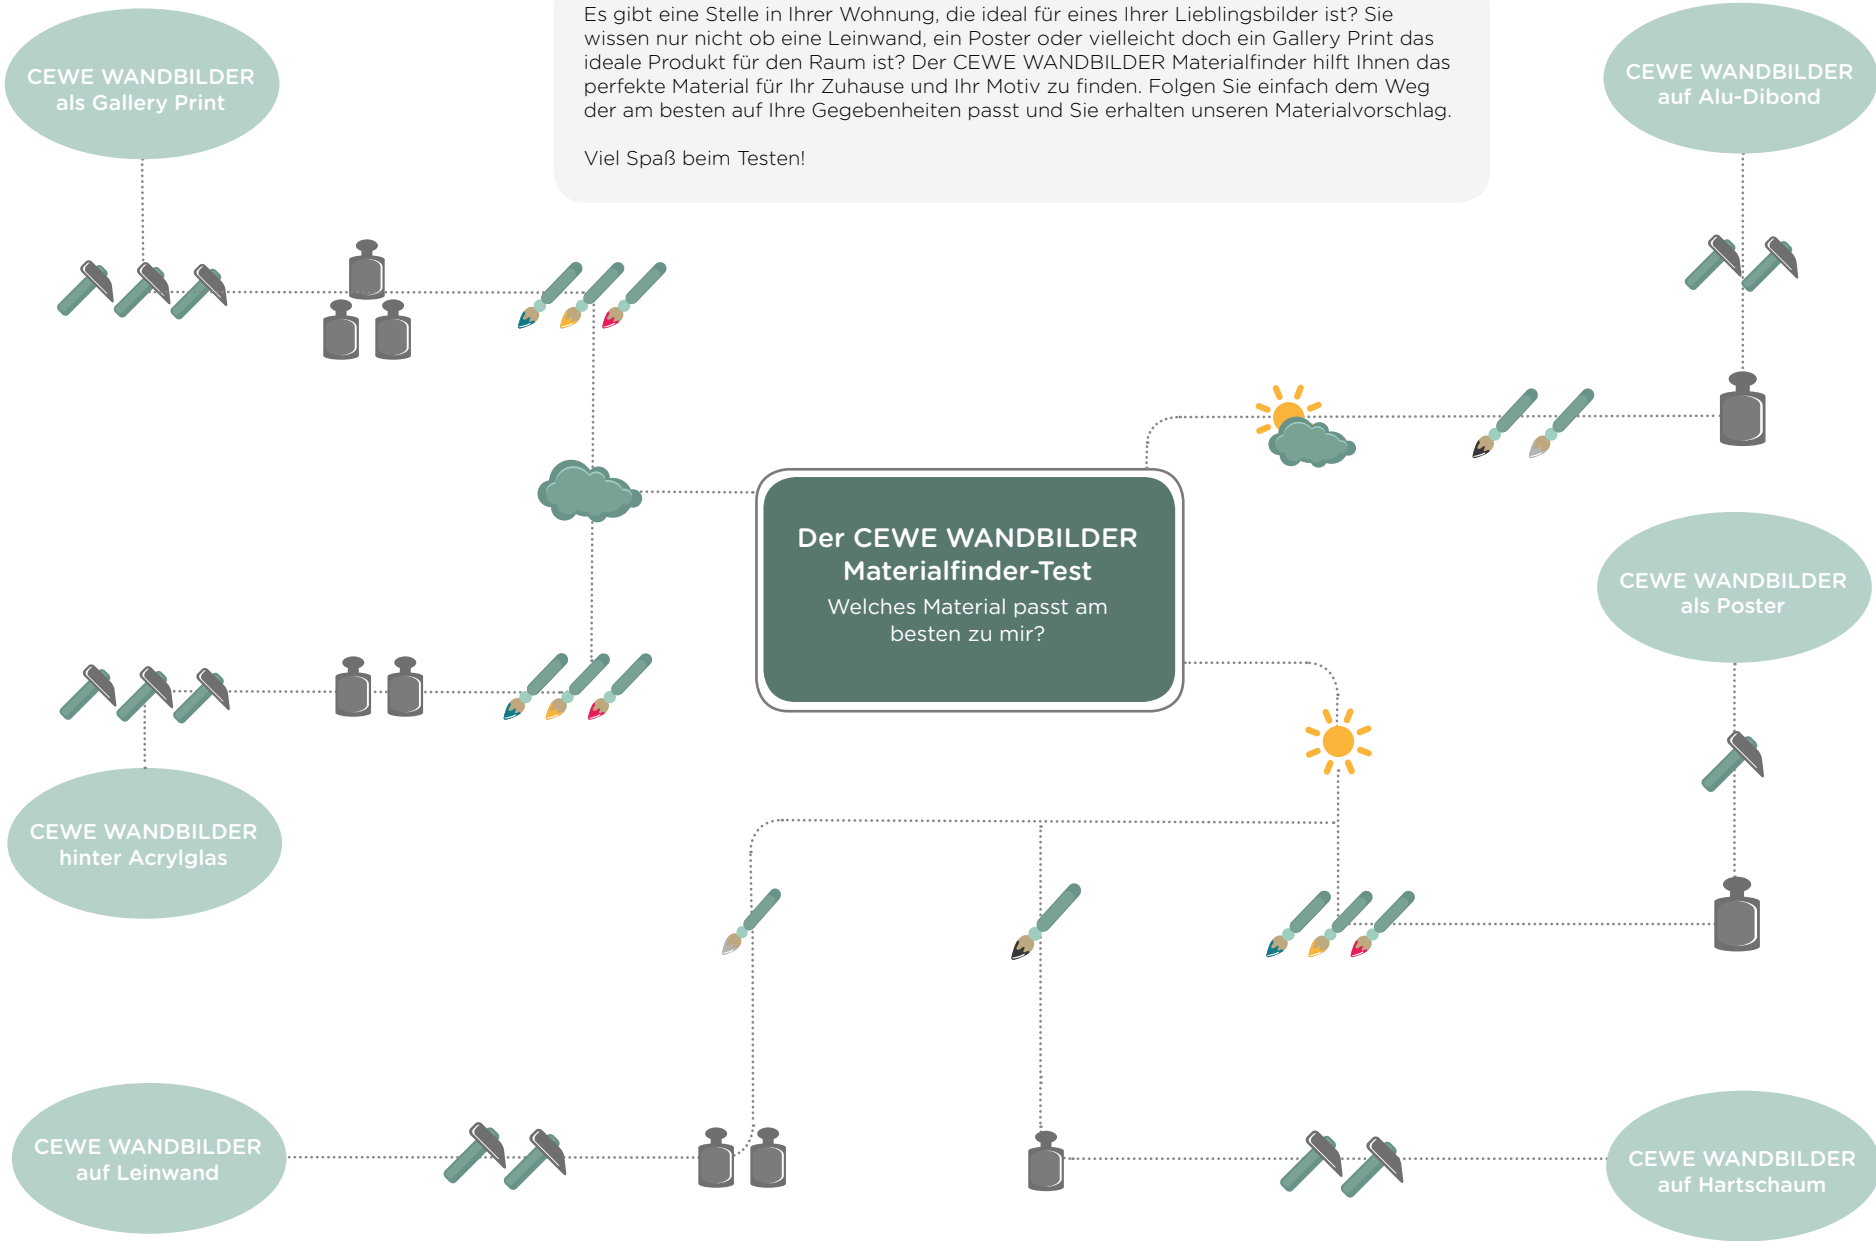 Es gibt eine Stelle in Ihrer Wohnung, die ideal für eines Ihrer Lieblingsbilder ist? Sie
wissen nur nicht ob eine Leinwand, ein Poster oder vielleicht doch ein Gallery Print das
ideale Produkt für den Raum ist? Der CEWE WANDBILDER Materialfinder hilft Ihnen das
perfekte Material für Ihr Zuhause und Ihr Motiv zu finden. Folgen Sie einfach dem Weg
der am besten auf Ihre Gegebenheiten passt und Sie erhalten unseren Materialvorschlag.
Viel Spaß beim Testen!
CEWE WANDBILDER
als Gallery Print
CEWE WANDBILDER
auf Alu-Dibond
Der CEWE WANDBILDER
Materialfinder-Test
Welches Material passt am
besten zu mir?
CEWE WANDBILDER
als Poster
CEWE WANDBILDER
hinter Acrylglas
CEWE WANDBILDER
auf Leinwand
CEWE WANDBILDER
auf Hartschaum